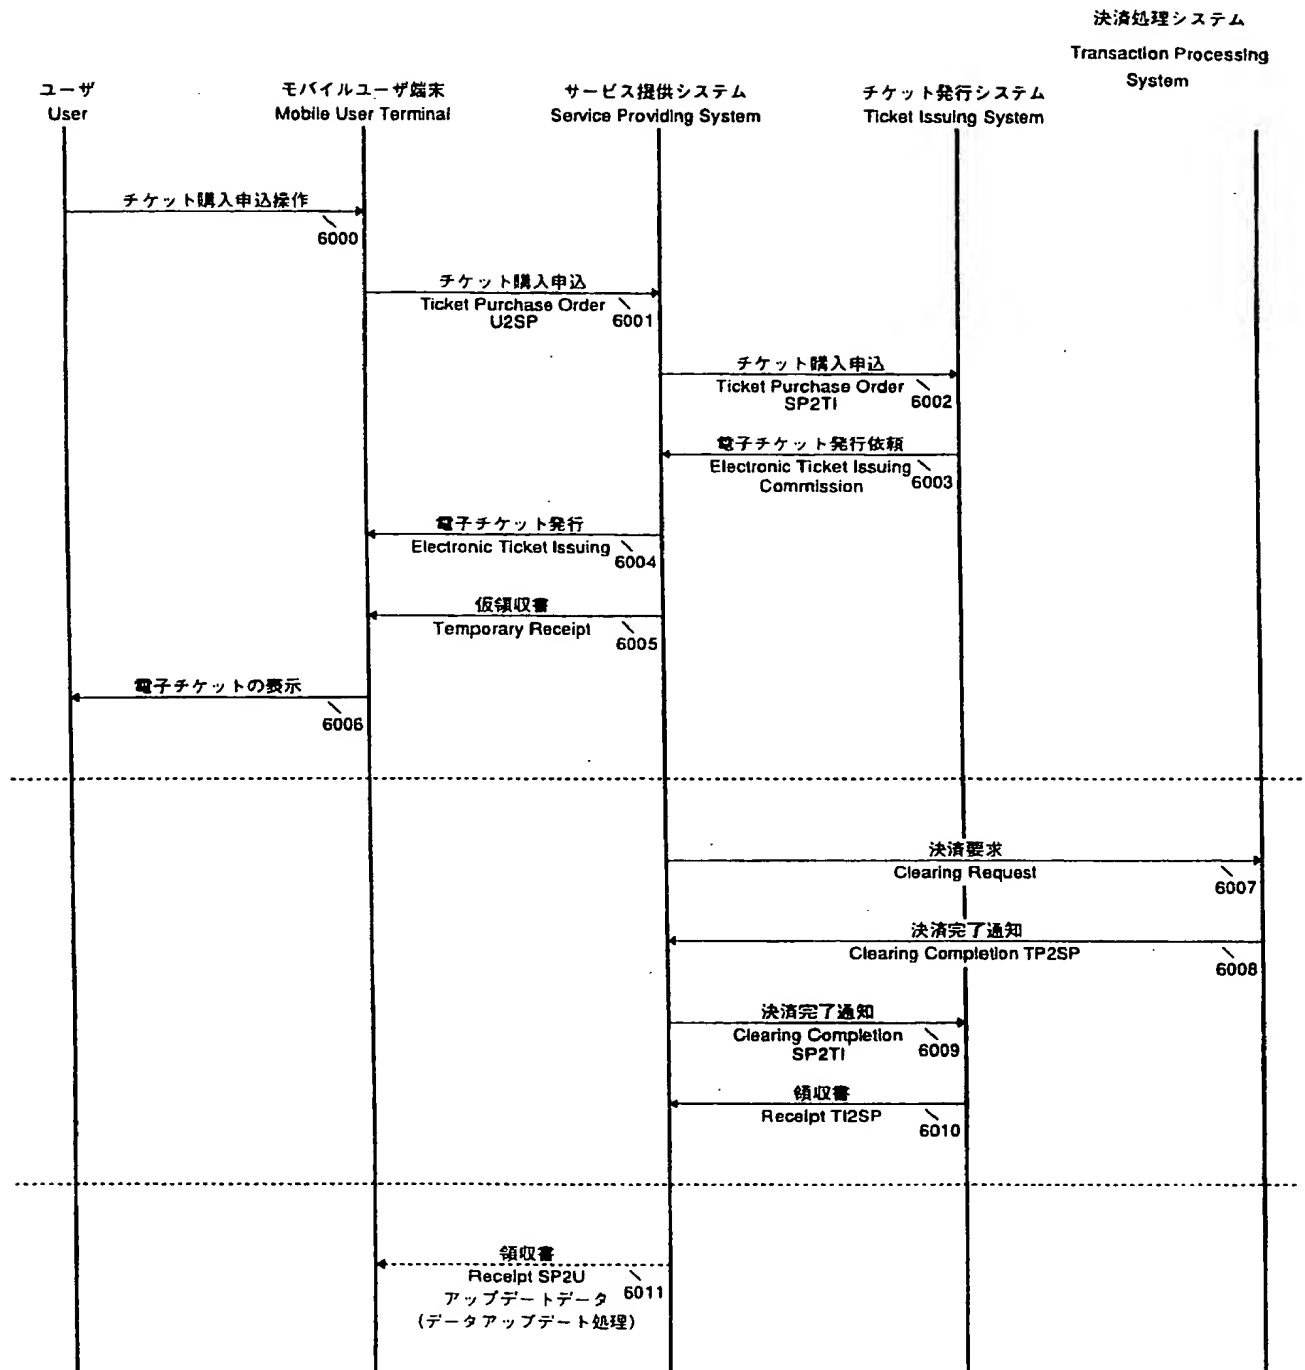 決済処理システム
Transaction Processing
System
ユーザ
User
モバイルユーザ端末
Mobile User Terminal
サービス提供システム
Service Providing System
チケット発行システム
Ticket Issuing System
チケット購入申込操作
6000
チケット購入申込
Ticket Purchase Order
U2SP
6001
チケット購入申込
Ticket Purchase Order
SP2TI
6002
電子チケット発行依頼
Electronic Ticket Issuing
Commission
6003
電子チケット発行
Electronic Ticket Issuing
6004
仮領収書
Temporary Receipt
6005
電子チケットの表示
6006
決済要求
Clearing Request
6007
決済完了通知
Clearing Completion TP2SP
6008
決済完了通知
Clearing Completion
SP2TI
6009
領収書
Receipt TI2SP
6010
領収書
Receipt SP2U
6011
アップデートデータ
(データアップデート処理)